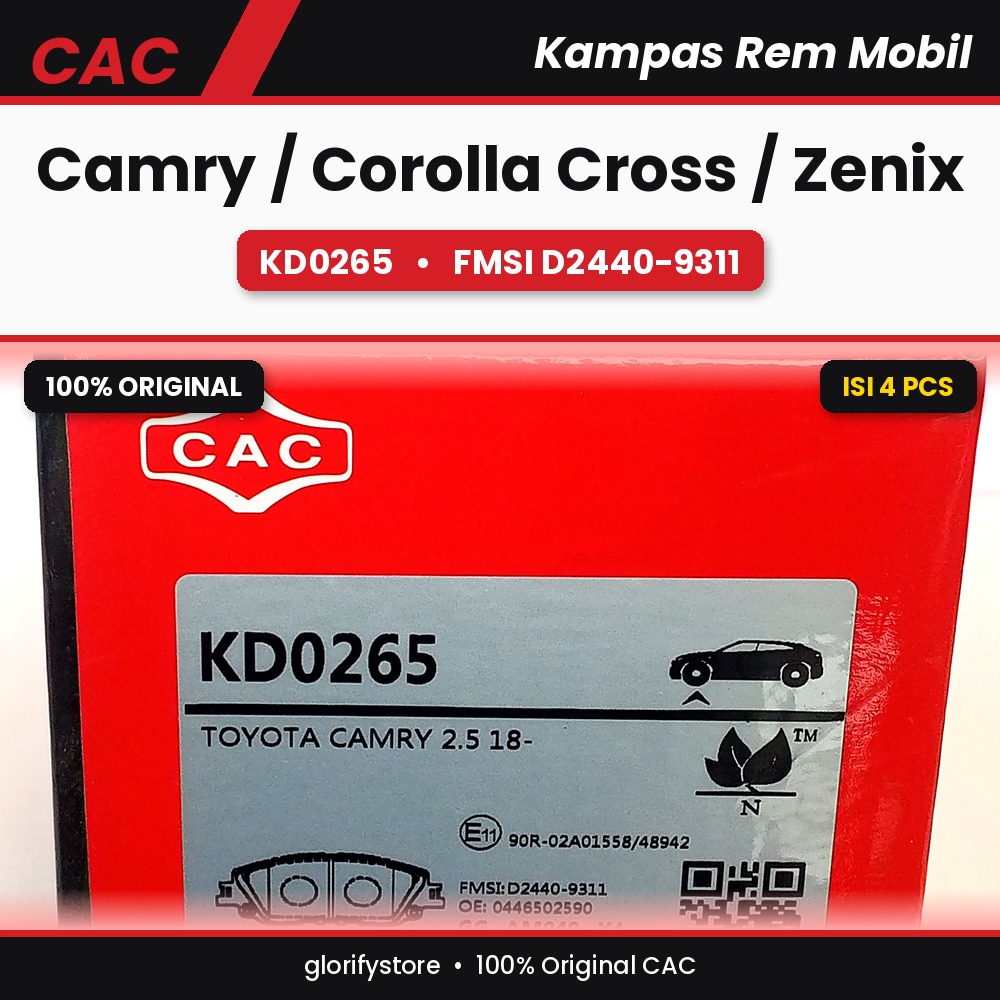 CAC
Kampas Rem Mobil
Camry / Corolla Cross / Zenix
KD0265 • FMSI D2440-9311
100% ORIGINAL
ISI 4 PCS
CAC
KD0265
TOYOTA CAMRY 2.5 18-
TM
N
E11 90R-02A01558/48942
FMSI:D2440-9311
OE: 0446502590
glorifystore • 100% Original CAC